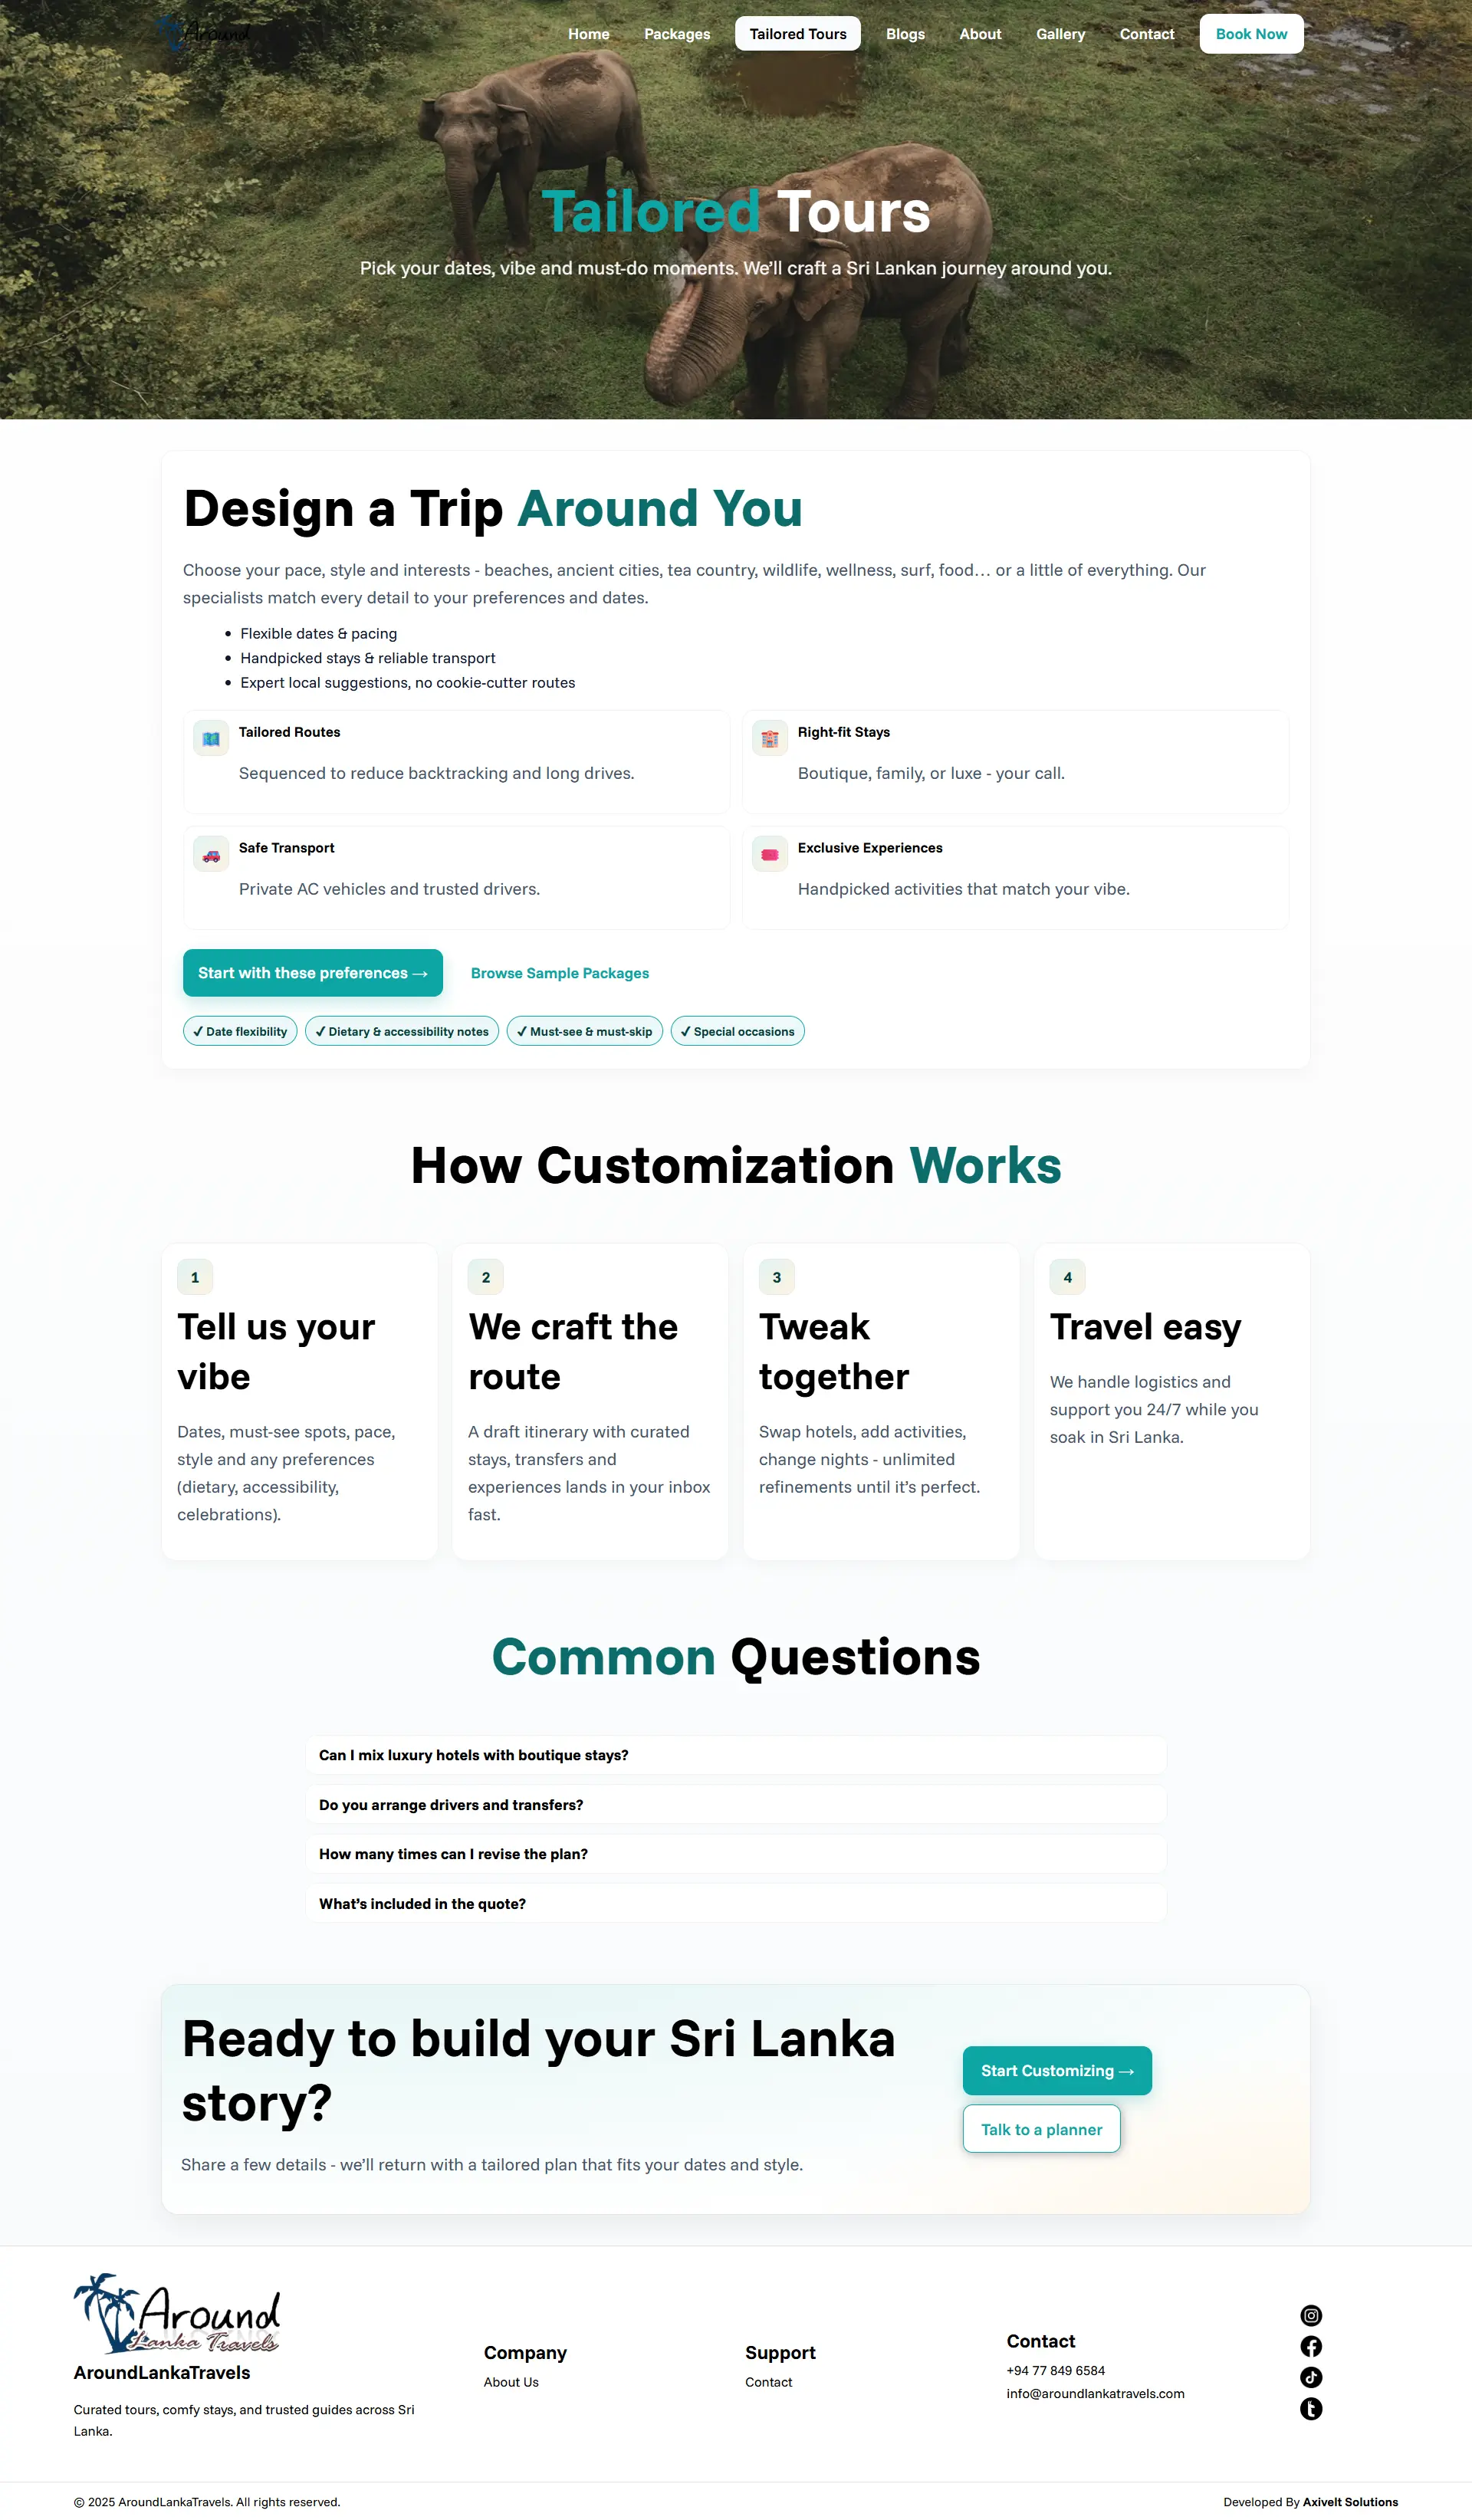 Around
Home
Packages
Tailored Tours
Blogs
About
Gallery
Contact
Book Now
Tailored Tours
Pick your dates, vibe and must-do moments. We’ll craft a Sri Lankan journey around you.
Design a Trip Around You
Choose your pace, style and interests - beaches, ancient cities, tea country, wildlife, wellness, surf, food… or a little of everything. Our
specialists match every detail to your preferences and dates.
• Flexible dates & pacing
• Handpicked stays & reliable transport
• Expert local suggestions, no cookie-cutter routes
Tailored Routes
Sequenced to reduce backtracking and long drives.
Right-fit Stays
Boutique, family, or luxe - your call.
Safe Transport
Private AC vehicles and trusted drivers.
Exclusive Experiences
Handpicked activities that match your vibe.
Start with these preferences →
Browse Sample Packages
✓ Date flexibility
✓ Dietary & accessibility notes
✓ Must-see & must-skip
✓ Special occasions
How Customization Works
1
Tell us your
vibe
Dates, must-see spots, pace,
style and any preferences
(dietary, accessibility,
celebrations).
2
We craft the
route
A draft itinerary with curated
stays, transfers and
experiences lands in your inbox
fast.
3
Tweak
together
Swap hotels, add activities,
change nights - unlimited
refinements until it’s perfect.
4
Travel easy
We handle logistics and
support you 24/7 while you
soak in Sri Lanka.
Common Questions
Can I mix luxury hotels with boutique stays?
Do you arrange drivers and transfers?
How many times can I revise the plan?
What’s included in the quote?
Ready to build your Sri Lanka
story?
Share a few details - we’ll return with a tailored plan that fits your dates and style.
Start Customizing →
Talk to a planner
Around
Lanka Travels
AroundLankaTravels
Curated tours, comfy stays, and trusted guides across Sri
Lanka.
Company
About Us
Support
Contact
Contact
+94 77 849 6584
info@aroundlankatravels.com
© 2025 AroundLankaTravels. All rights reserved.
Developed By Axivelt Solutions